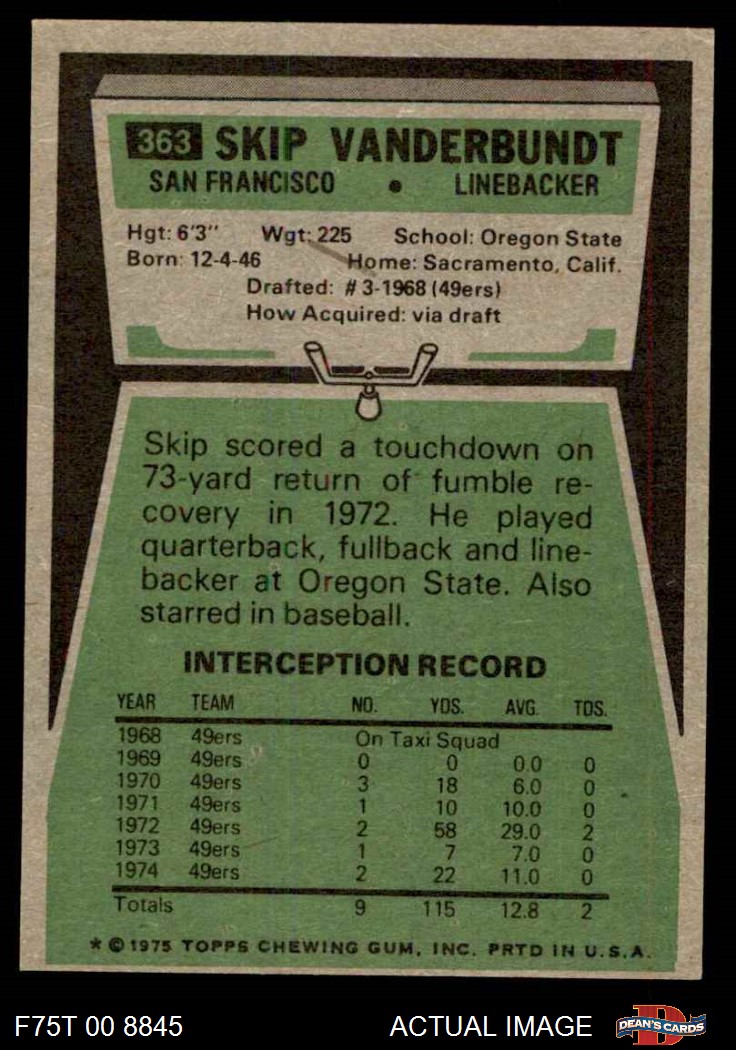 363 SKIP VANDERBUNDT
SAN FRANCISCO • LINEBACKER
Hgt: 6'3" Wgt: 225 School: Oregon State
Born: 12-4-46 Home: Sacramento, Calif.
Drafted: #3-1968 (49ers)
How Acquired: via draft
Skip scored a touchdown on
73-yard return of fumble re-
covery in 1972. He played
quarterback, fullback and line-
backer at Oregon State. Also
starred in baseball.
INTERCEPTION RECORD
YEAR TEAM NO. YDS. AVG. TDS.
1968 49ers On Taxi Squad
1969 49ers 0 0 0.0 0
1970 49ers 3 18 6.0 0
1971 49ers 1 10 10.0 0
1972 49ers 2 58 29.0 2
1973 49ers 1 7 7.0 0
1974 49ers 2 22 11.0 0
Totals 9 115 12.8 2
* © 1975 TOPPS CHEWING GUM, INC. PRTD IN U.S.A.
F75T 00 8845 ACTUAL IMAGE D DEAN'S CARDS